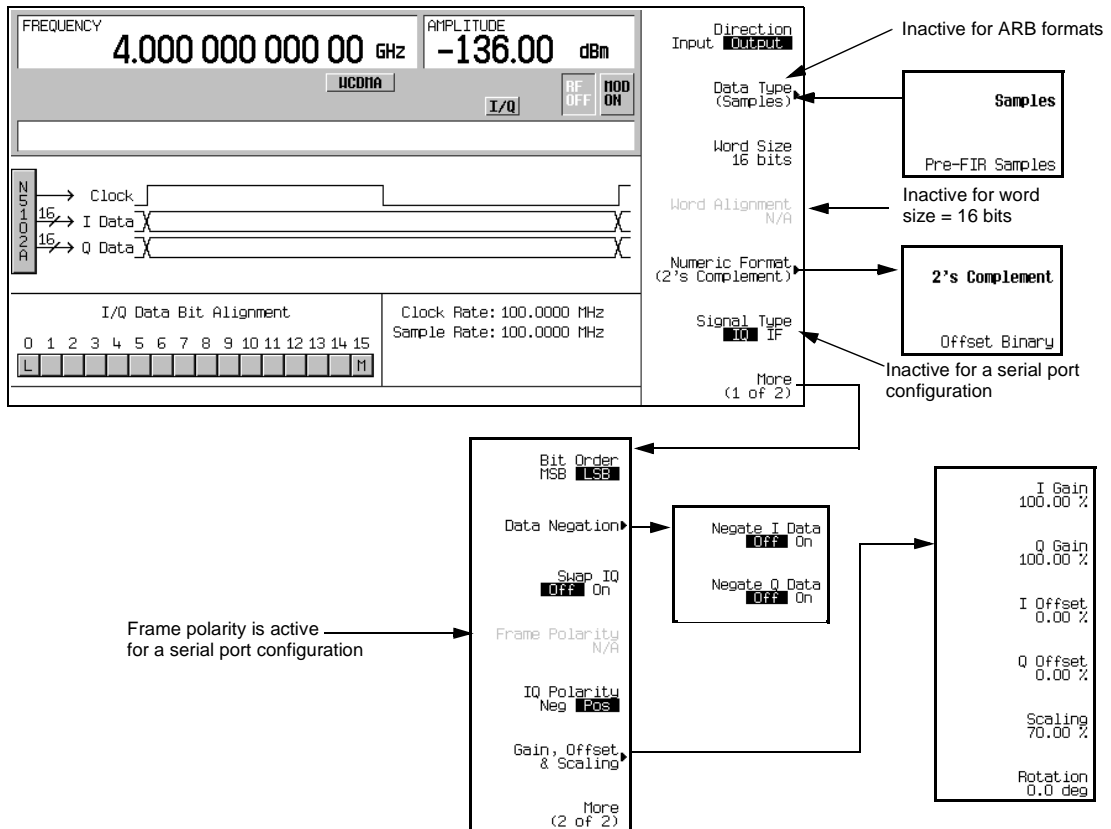 FREQUENCY
4.000 000 000 00 GHz
AMPLITUDE
-136.00 dBm
WCDMA
I/Q
RF OFF
MOD ON
N5102A
Clock
16 I Data
16 Q Data
I/Q Data Bit Alignment
0 1 2 3 4 5 6 7 8 9 10 11 12 13 14 15
L M
Clock Rate: 100.0000 MHz
Sample Rate: 100.0000 MHz
Direction
Input Output
Data Type
(Samples)
Word Size
16 bits
Word Alignment
N/A
Numeric Format
(2's Complement)
Signal Type
IQ IF
More
(1 of 2)
Inactive for ARB formats
Samples
Pre-FIR Samples
Inactive for word
size = 16 bits
2's Complement
Offset Binary
Inactive for a serial port
configuration
Bit Order
MSB LSB
Data Negation
Swap IQ
Off On
Frame Polarity
N/A
IQ Polarity
Neg Pos
Gain, Offset
& Scaling
More
(2 of 2)
Frame polarity is active
for a serial port configuration
Negate I Data
Off On
Negate Q Data
Off On
I Gain
100.00 %
Q Gain
100.00 %
I Offset
0.00 %
Q Offset
0.00 %
Scaling
70.00 %
Rotation
0.0 deg